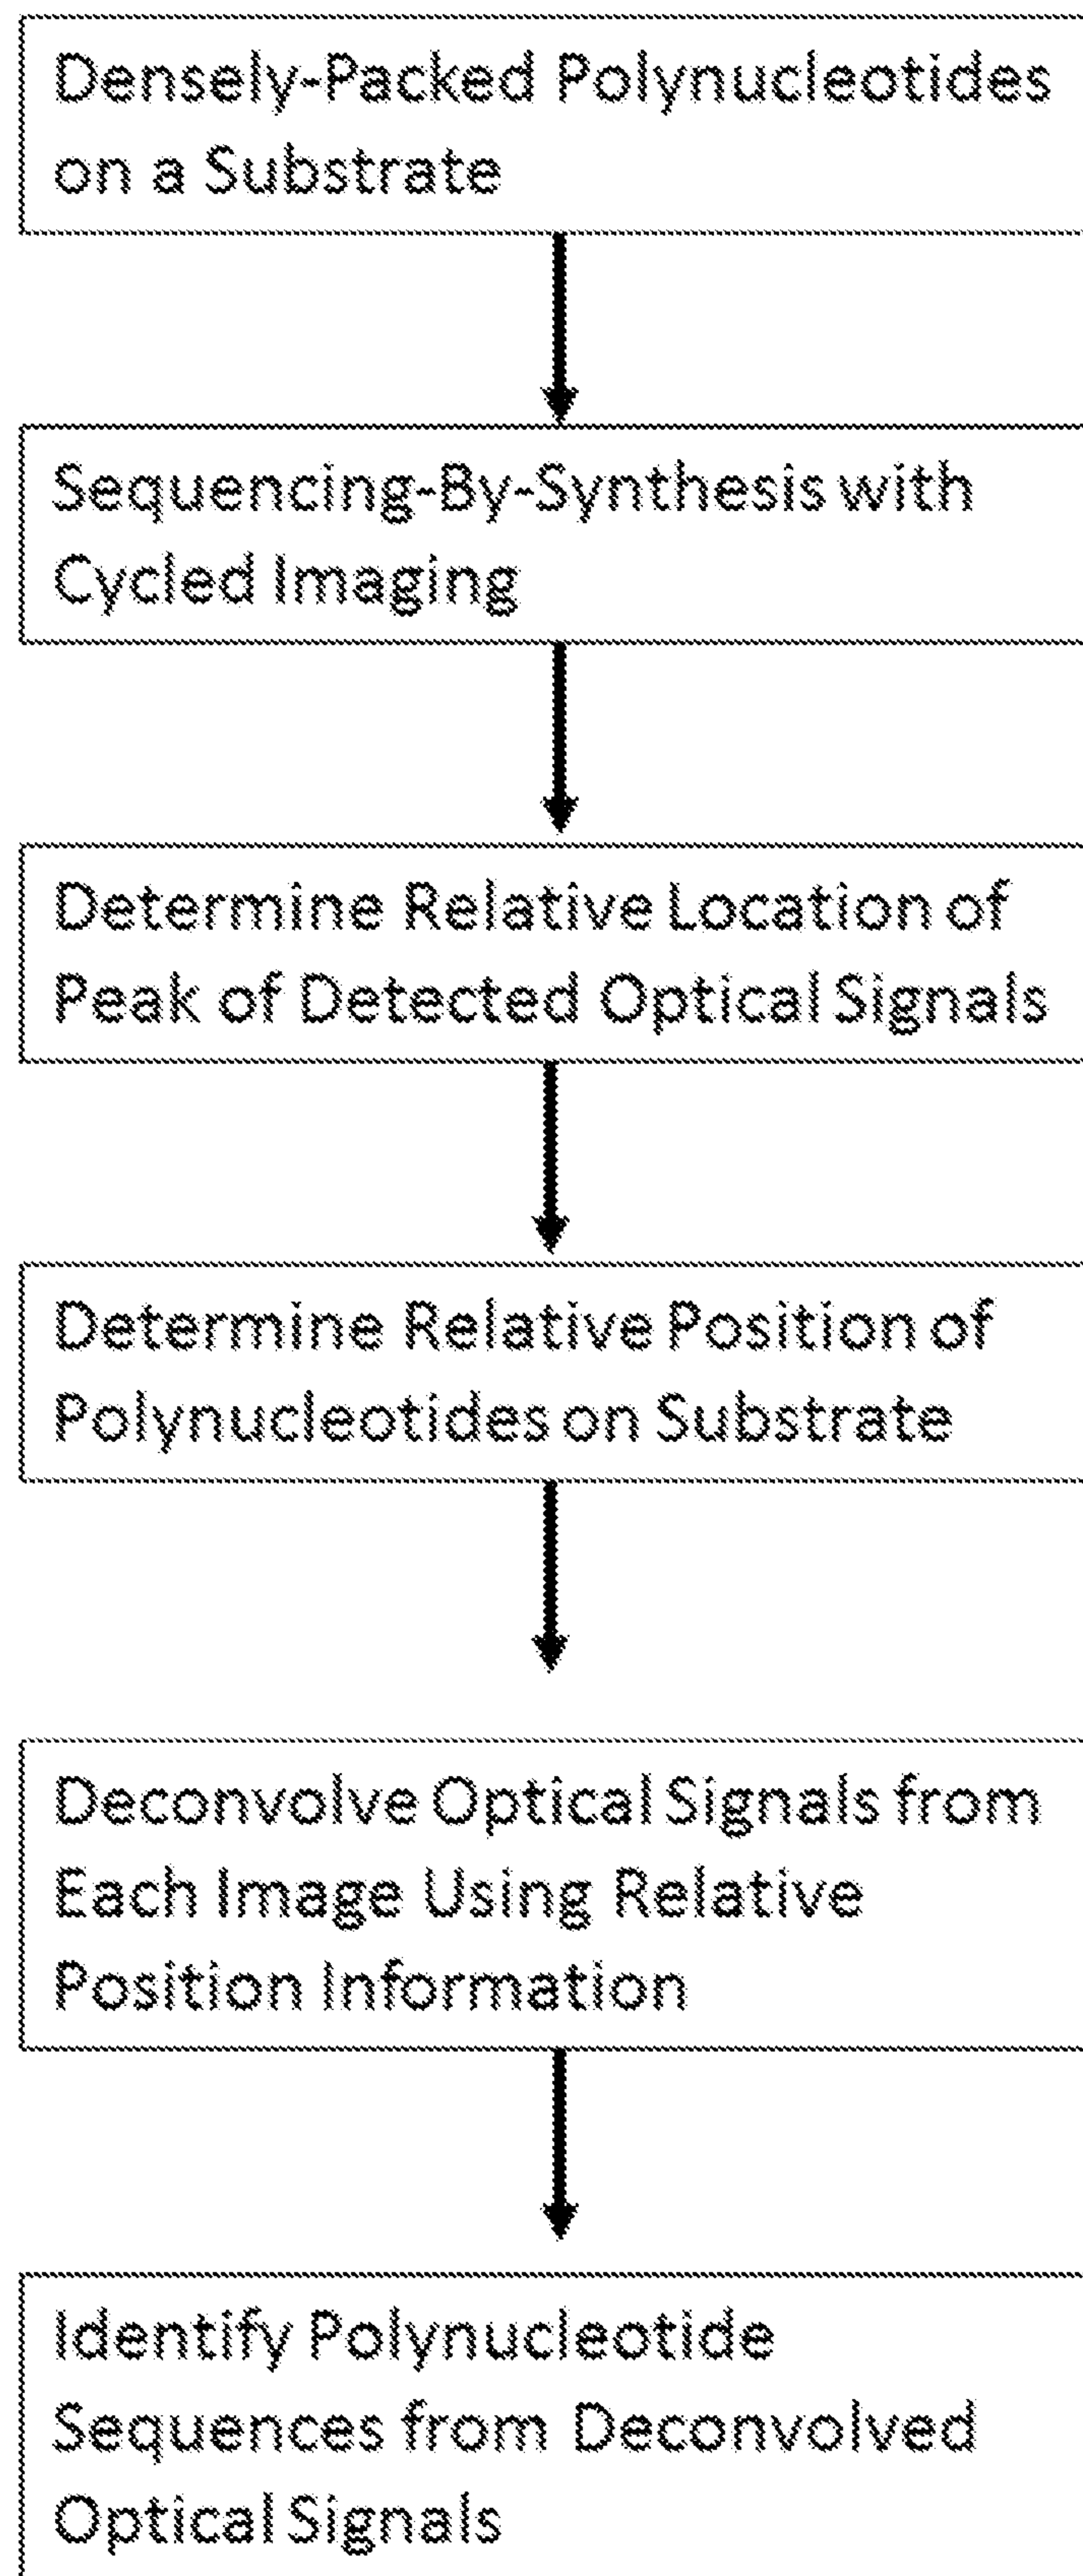 Densely-Packed Polynucleotides
on a Substrate
Sequencing-By-Synthesis with
Cycled Imaging
Determine Relative Location of
Peak of Detected Optical Signals
Determine Relative Position of
Polynucleotides on Substrate
Deconvolve Optical Signals from
Each Image Using Relative
Position Information
Identify Polynucleotide
Sequences from Deconvolved
Optical Signals